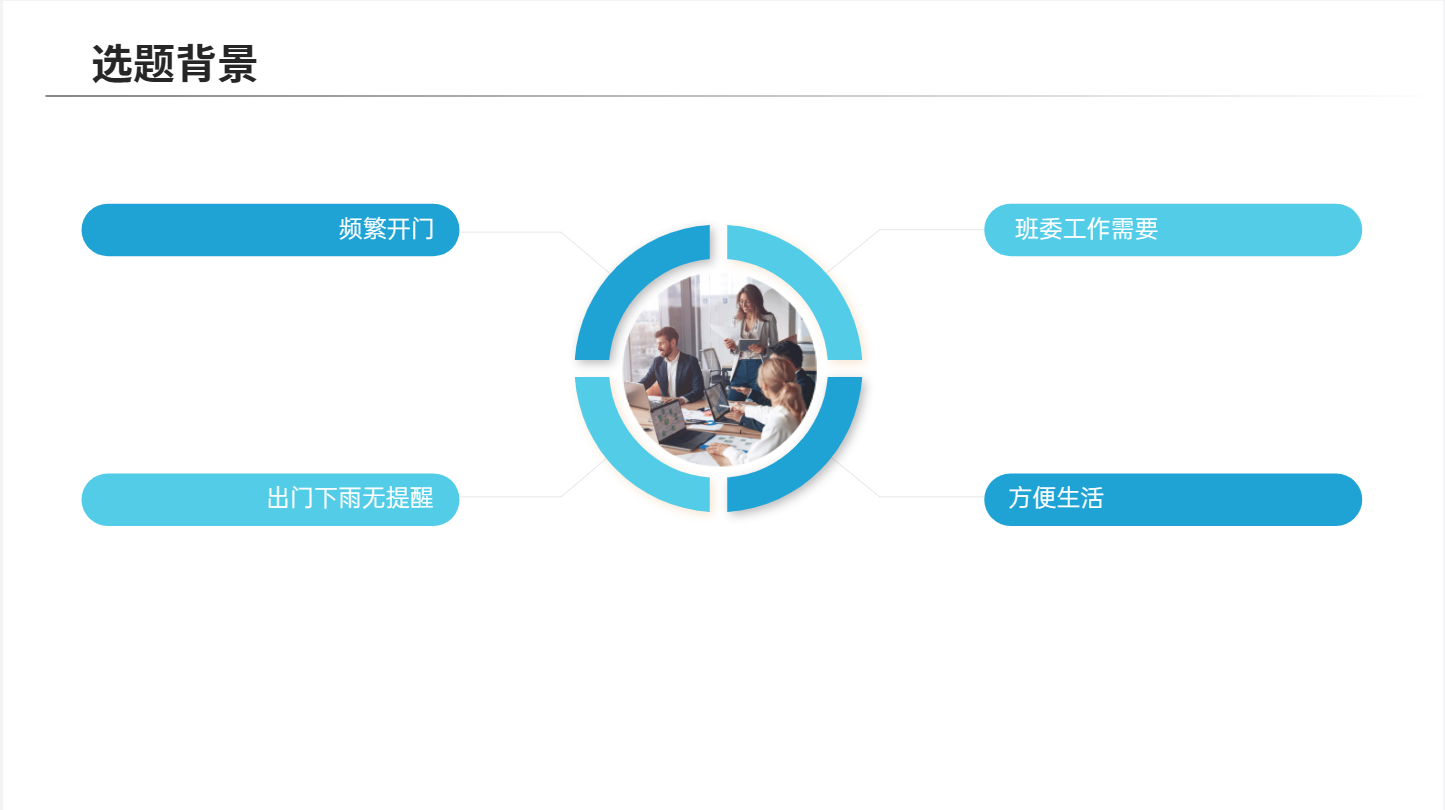 选题背景
频繁开门
班委工作需要
出门下雨无提醒
方便生活